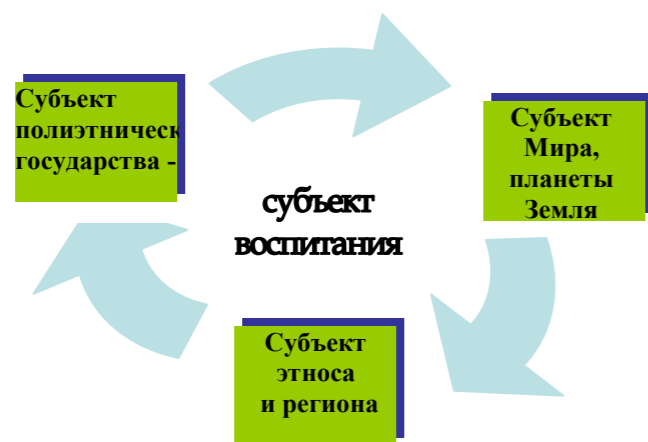 Субъект
полиэтническ
государства -
Субъект
Мира,
планеты
Земля
субъект
воспитания
Субъект
этноса
и региона